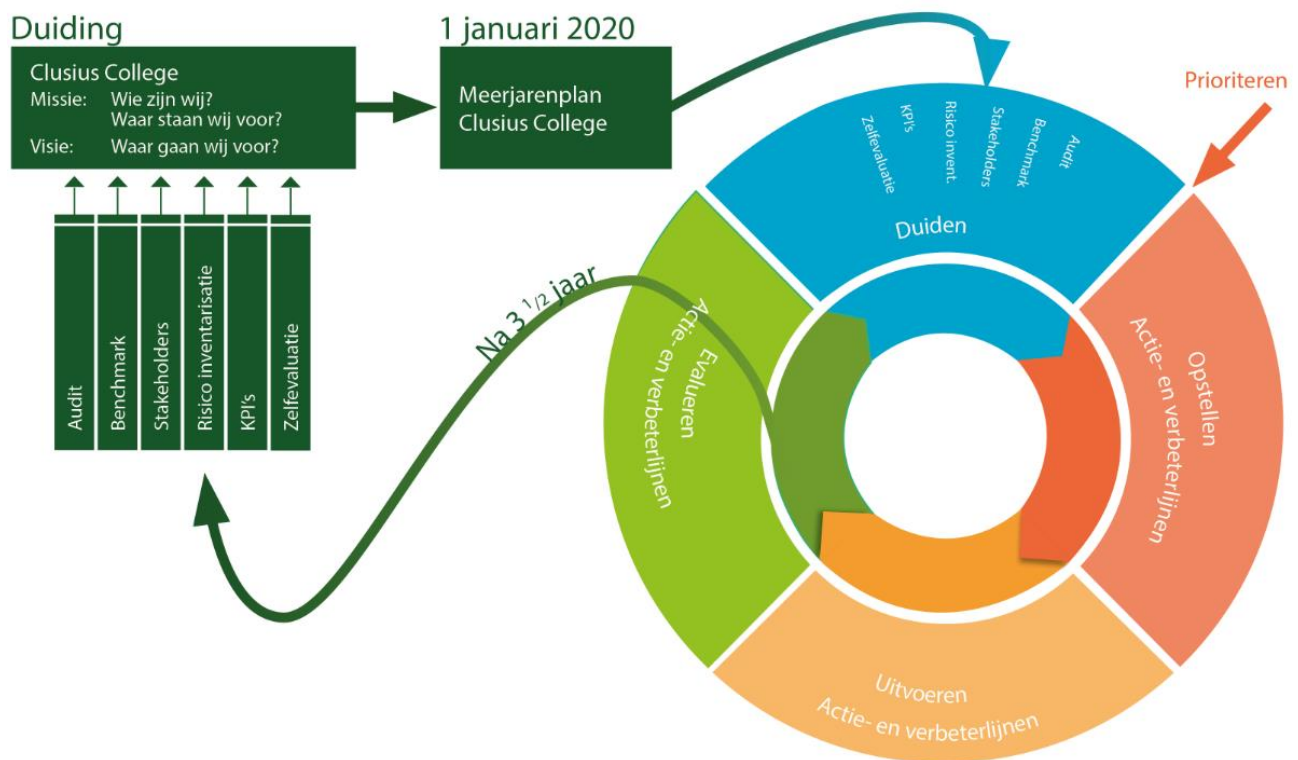 Duiding
Clusius College
Missie: Wie zijn wij?
Waar staan wij voor?
Visie: Waar gaan wij voor?
Audit
Benchmark
Stakeholders
Risico inventarisatie
KPI's
Zelfevaluatie
1 januari 2020
Meerjarenplan
Clusius College
Prioriteren
Zelfevaluatie
KPI's
Risico invent.
Stakeholders
Benchmark
Audit
Duiden
Opstellen
Actie- en verbeterlijnen
Uitvoeren
Actie- en verbeterlijnen
Evalueren
Actie- en verbeterlijnen
Na 3 1/2 jaar